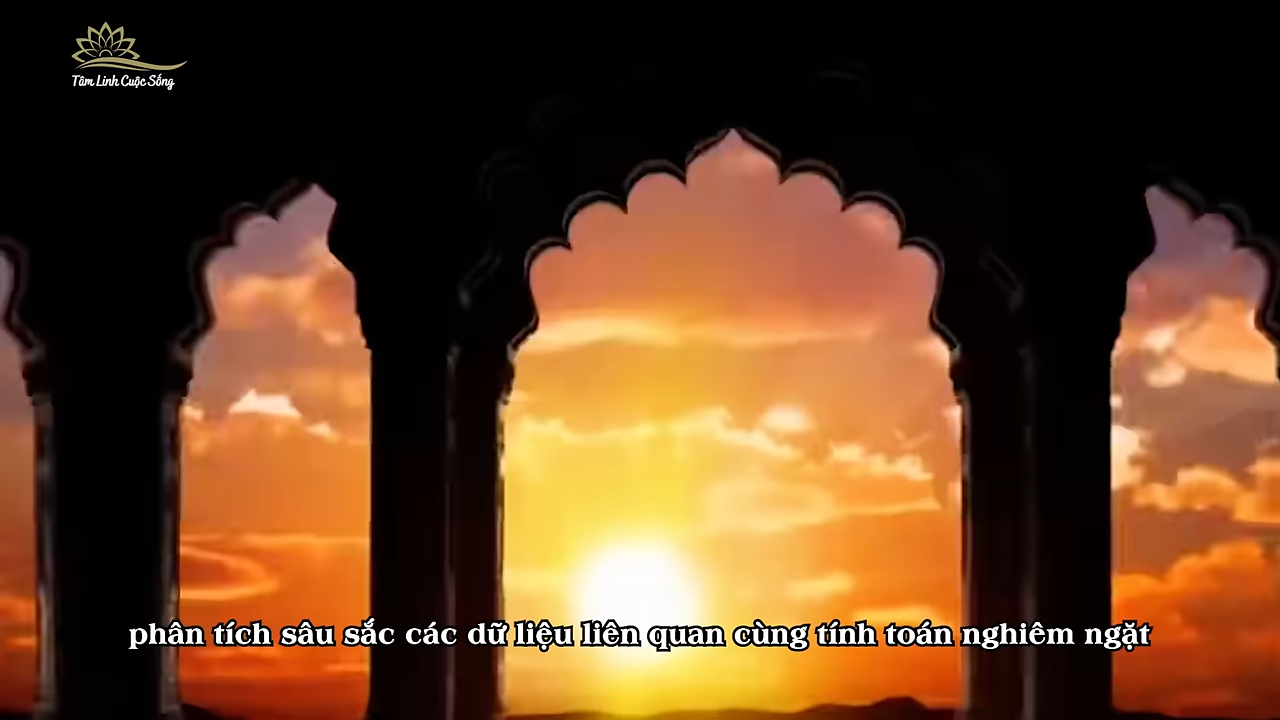 Tâm Linh Cuộc Sống
phân tích sâu sắc các dữ liệu liên quan cùng tính toán nghiêm ngặt